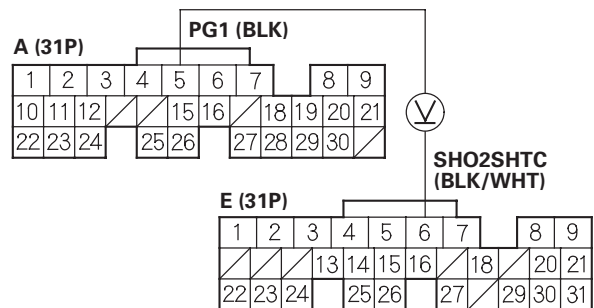 PG1 (BLK)
A (31P)
1 2 3 4 5 6 7 8 9
10 11 12 15 16 18 19 20 21
22 23 24 25 26 27 28 29 30
V
SHO2SHTC
(BLK/WHT)
E (31P)
1 2 3 4 5 6 7 8 9
13 14 15 16 18 20 21
22 23 24 25 26 27 29 30 31